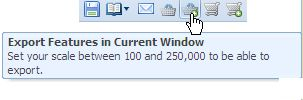 Export Features in Current Window
Set your scale between 100 and 250,000 to be able to
export.